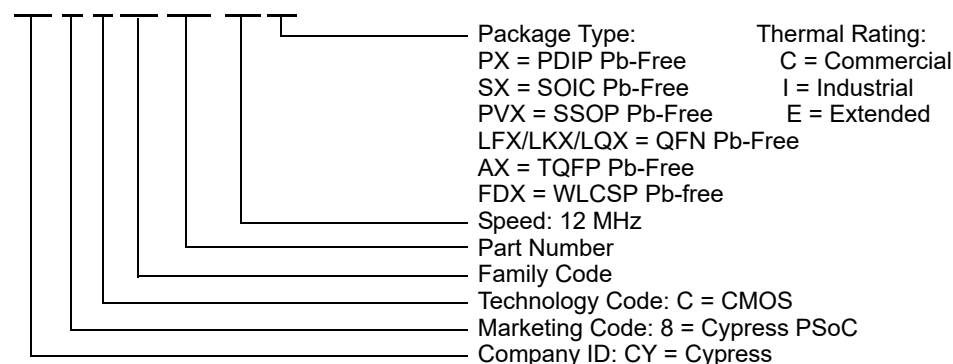 Package Type: Thermal Rating:
PX = PDIP Pb-Free C = Commercial
SX = SOIC Pb-Free I = Industrial
PVX = SSOP Pb-Free E = Extended
LFX/LKX/LQX = QFN Pb-Free
AX = TQFP Pb-Free
FDX = WLCSP Pb-free
Speed: 12 MHz
Part Number
Family Code
Technology Code: C = CMOS
Marketing Code: 8 = Cypress PSoC
Company ID: CY = Cypress